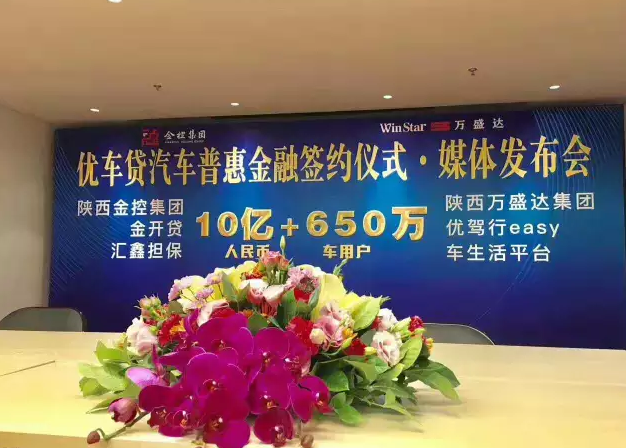 金控集团
WinStar 万盛达
优车贷汽车普惠金融签约仪式·媒体发布会
陕西金控集团
金开贷
汇鑫担保
10亿+650万
人民币 车用户
陕西万盛达集团
优驾行easy
车生活平台